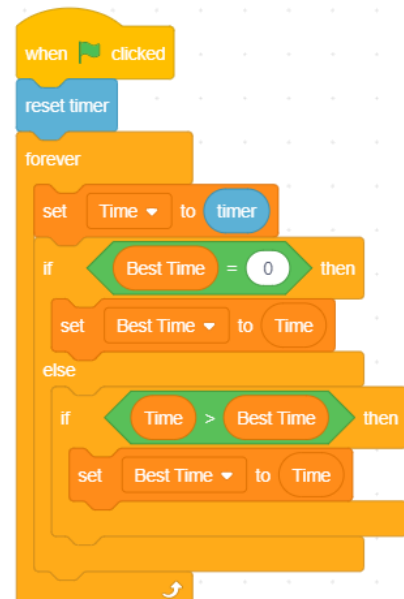 when clicked
reset timer
forever
set Time to timer
if Best Time = 0 then
set Best Time to Time
else
if Time > Best Time then
set Best Time to Time